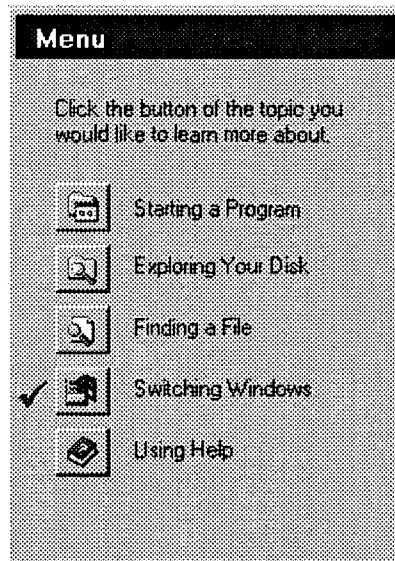 Menu
Click the button of the topic you
would like to learn more about.
Starting a Program
Exploring Your Disk
Finding a File
Switching Windows
Using Help